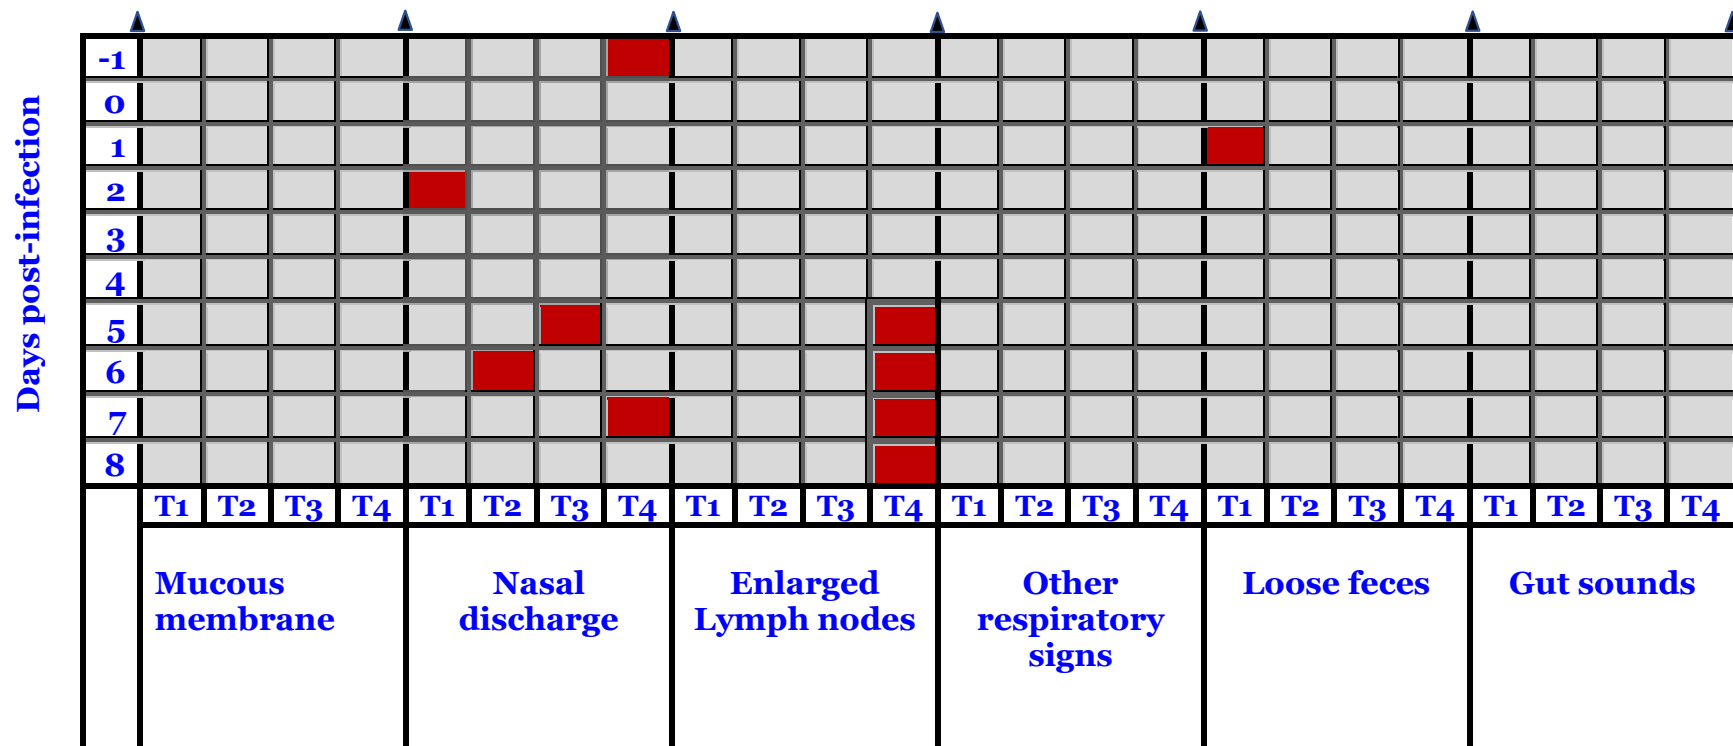 Days post-infection
-1
0
1
2
3
4
5
6
7
8
T1 T2 T3 T4 T1 T2 T3 T4 T1 T2 T3 T4 T1 T2 T3 T4 T1 T2 T3 T4 T1 T2 T3 T4
Mucous
membrane
Nasal
discharge
Enlarged
Lymph nodes
Other
respiratory
signs
Loose feces
Gut sounds